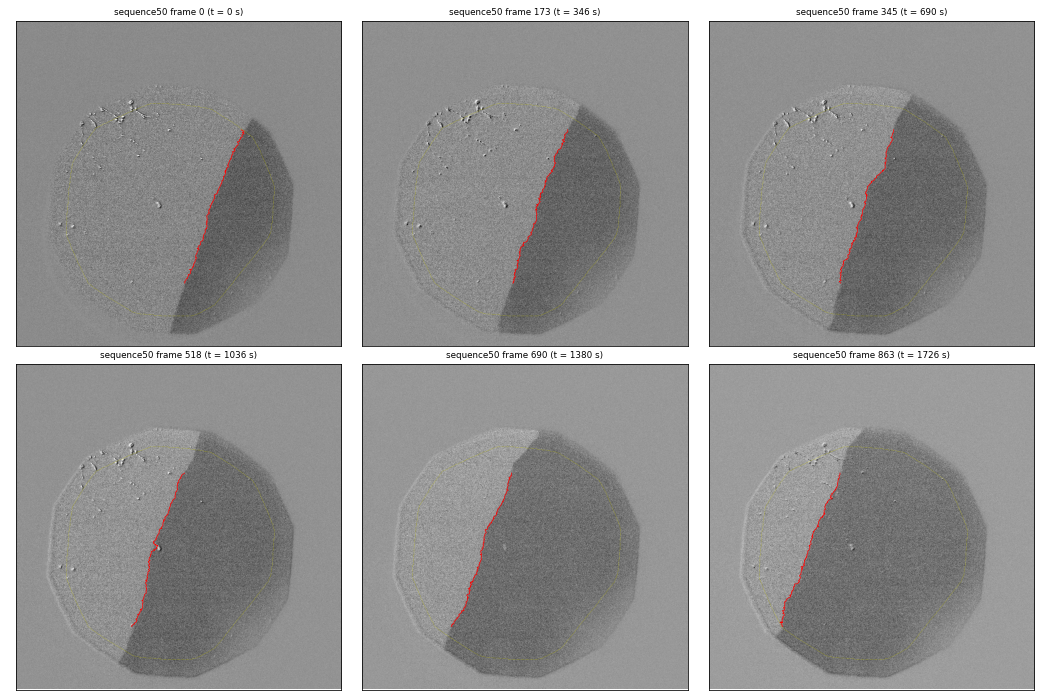 sequence50 frame 0 (t = 0 s)
sequence50 frame 173 (t = 346 s)
sequence50 frame 345 (t = 690 s)
sequence50 frame 518 (t = 1036 s)
sequence50 frame 690 (t = 1380 s)
sequence50 frame 863 (t = 1726 s)